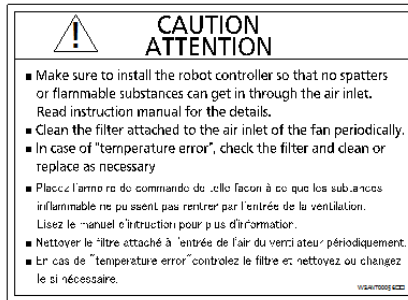 CAUTION
ATTENTION
■ Make sure to install the robot controller so that no spatters
or flammable substances can get in through the air inlet.
Read instruction manual for the details.
■ Clean the filter attached to the air inlet of the fan periodically.
■ In case of "temperature error", check the filter and clean or
replace as necessary
■ Placez l'armoire de commande de telle facon à ce que les subtances
inflammable ne puissent pas rentrer par l'entrée de la ventilation.
Lisez le manuel d'intruction pour plus d'information.
■ Nettoyer le filtre attaché à l'entrée de l'air du ventilateur périodiquement.
■ En cas de "temperature error" controlez le filtre et nettoyez ou changez
le si nécessaire.